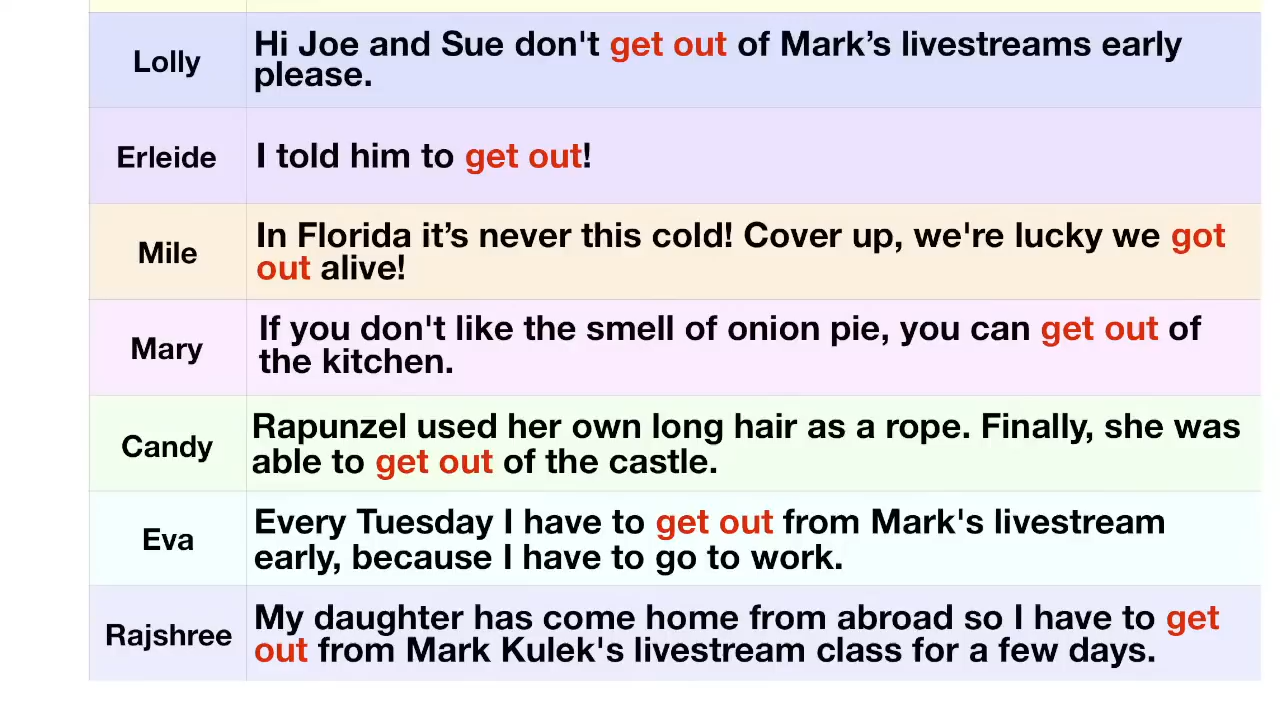 Lolly
Hi Joe and Sue don't get out of Mark’s livestreams early
please.
Erleide
I told him to get out!
Mile
In Florida it’s never this cold! Cover up, we're lucky we got
out alive!
Mary
If you don't like the smell of onion pie, you can get out of
the kitchen.
Candy
Rapunzel used her own long hair as a rope. Finally, she was
able to get out of the castle.
Eva
Every Tuesday I have to get out from Mark's livestream
early, because I have to go to work.
Rajshree
My daughter has come home from abroad so I have to get
out from Mark Kulek's livestream class for a few days.